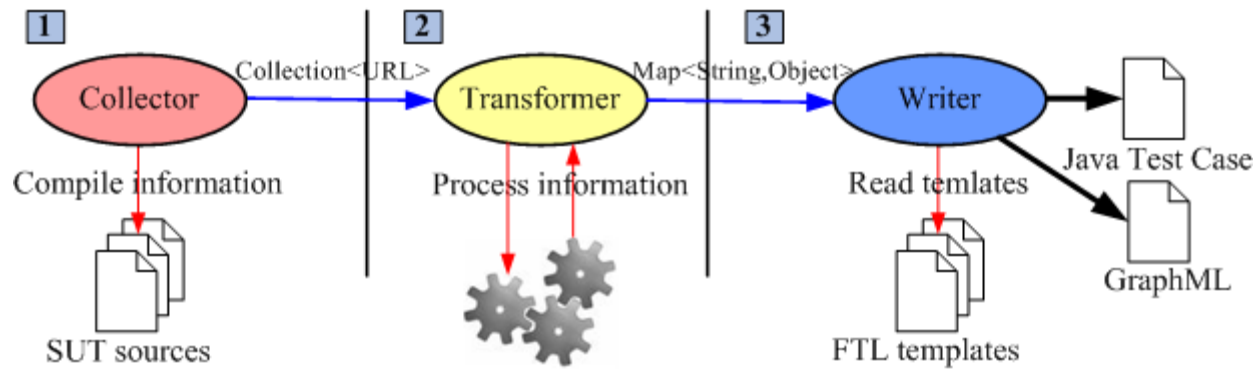 1
2
3
Collector
Collection<URL>
Transformer
Map<String,Object>
Writer
Compile information
Process information
Read temlates
Java Test Case
SUT sources
FTL templates
GraphML